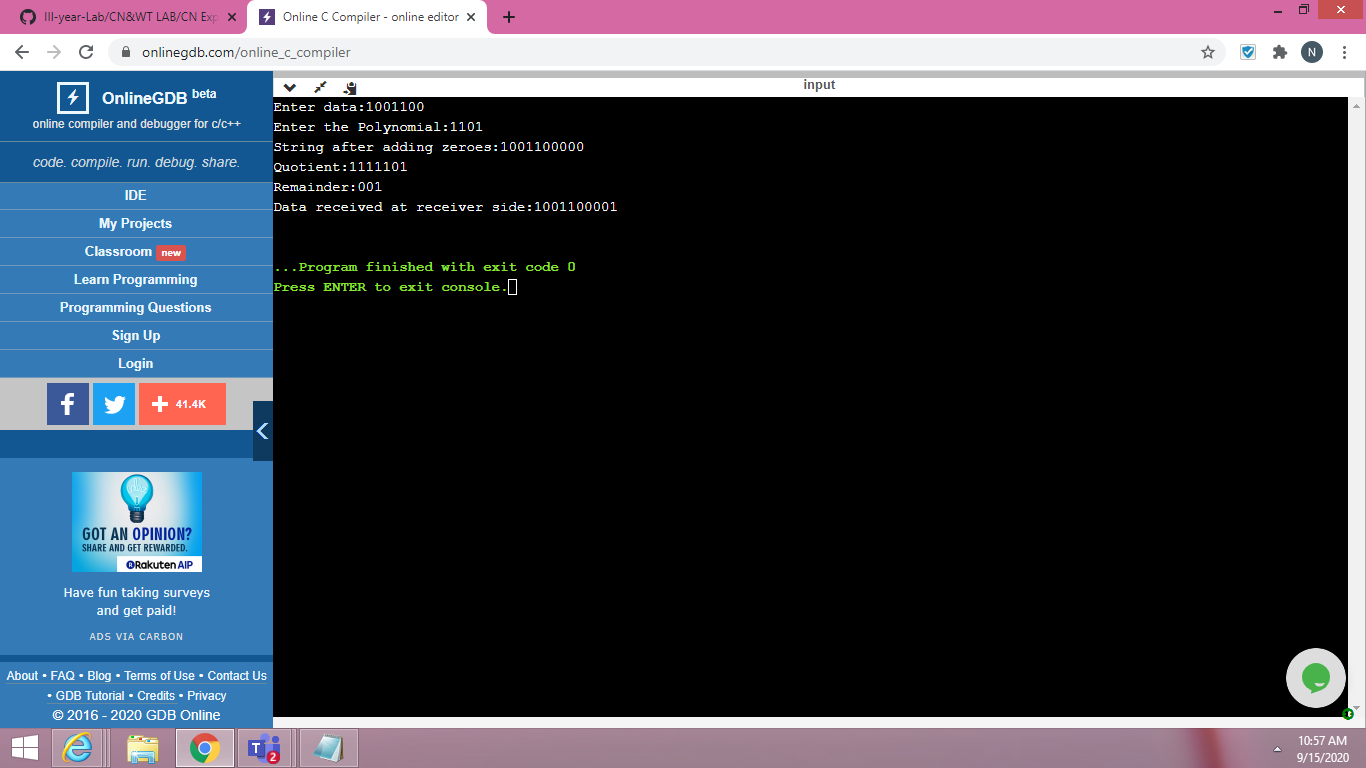 III-year-Lab/CN&WT LAB/CN Exp
Online C Compiler - online editor
onlinegdb.com/online_c_compiler
N
OnlineGDB beta
online compiler and debugger for c/c++
code. compile. run. debug. share.
IDE
My Projects
Classroom new
Learn Programming
Programming Questions
Sign Up
Login
41.4K
GOT AN OPINION?
SHARE AND GET REWARDED.
Rakuten AIP
Have fun taking surveys
and get paid!
ADS VIA CARBON
About • FAQ • Blog • Terms of Use • Contact Us
• GDB Tutorial • Credits • Privacy
© 2016 - 2020 GDB Online
input
Enter data:1001100
Enter the Polynomial:1101
String after adding zeroes:1001100000
Quotient:1111101
Remainder:001
Data received at receiver side:1001100001
...Program finished with exit code 0
Press ENTER to exit console.
2
10:57 AM
9/15/2020